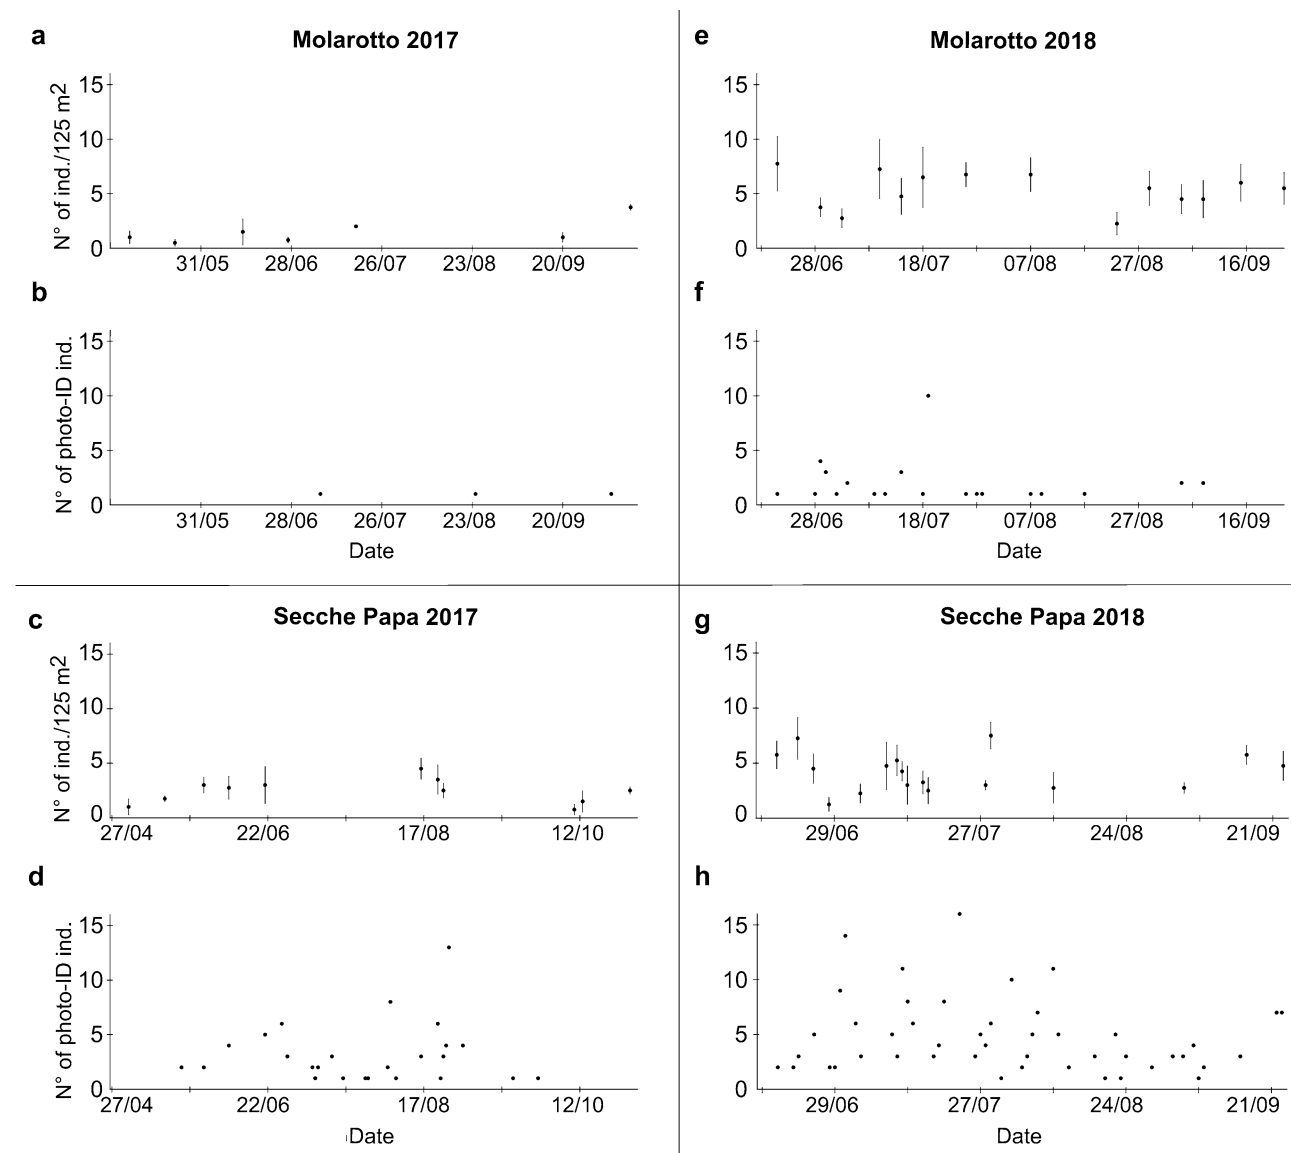 a
Molarotto 2017
N° of ind./125 m2
15
10
5
0
31/05 28/06 26/07 23/08 20/09
b
N° of photo-ID ind.
15
10
5
0
31/05 28/06 26/07 23/08 20/09
Date
e
Molarotto 2018
15
10
5
0
28/06 18/07 07/08 27/08 16/09
f
15
10
5
0
28/06 18/07 07/08 27/08 16/09
Date
c
Secche Papa 2017
N° of ind./125 m2
15
10
5
0
27/04 22/06 17/08 12/10
d
N° of photo-ID ind.
15
10
5
0
27/04 22/06 17/08 12/10
Date
g
Secche Papa 2018
15
10
5
0
29/06 27/07 24/08 21/09
h
15
10
5
0
29/06 27/07 24/08 21/09
Date